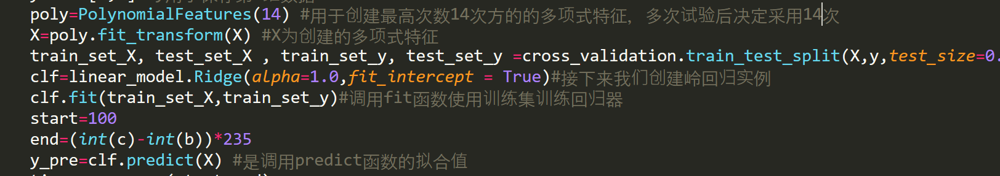 poly=PolynomialFeatures(14) #用于创建最高次数14次方的的多项式特征，多次试验后决定采用14次
X=poly.fit_transform(X) #X为创建的多项式特征
train_set_X, test_set_X , train_set_y, test_set_y =cross_validation.train_test_split(X,y,test_size=0.
clf=linear_model.Ridge(alpha=1.0,fit_intercept = True)#接下来我们创建岭回归实例
clf.fit(train_set_X,train_set_y)#调用fit函数使用训练集训练回归器
start=100
end=(int(c)-int(b))*235
y_pre=clf.predict(X) #是调用predict函数的拟合值